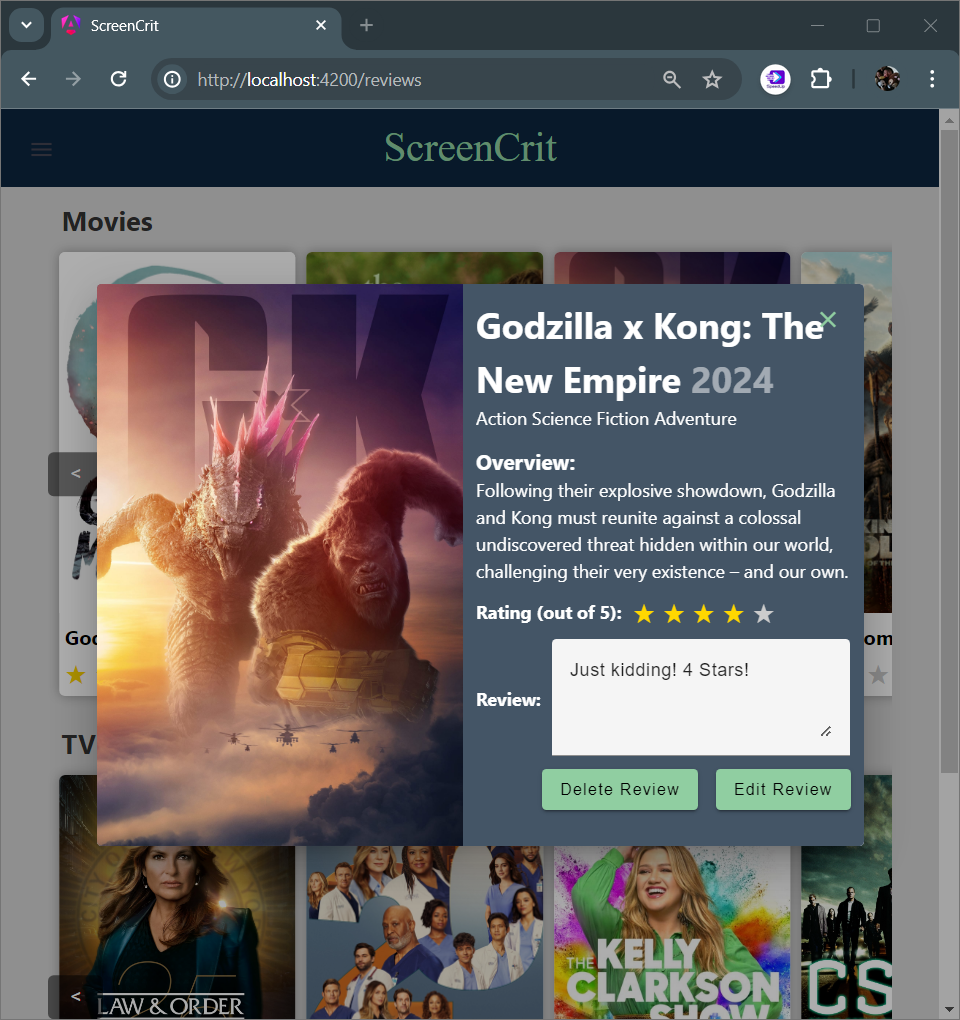 ScreenCrit
http://localhost:4200/reviews
ScreenCrit
Movies
the
GK
Godzilla x Kong: The
New Empire 2024
Action Science Fiction Adventure
Overview:
Following their explosive showdown, Godzilla
and Kong must reunite against a colossal
undiscovered threat hidden within our world,
challenging their very existence – and our own.
Rating (out of 5):
Review:
Just kidding! 4 Stars!
Delete Review
Edit Review
<
TV
<
LAW & ORDER
THE
KELLY
CLARKSON
SHOW
CS